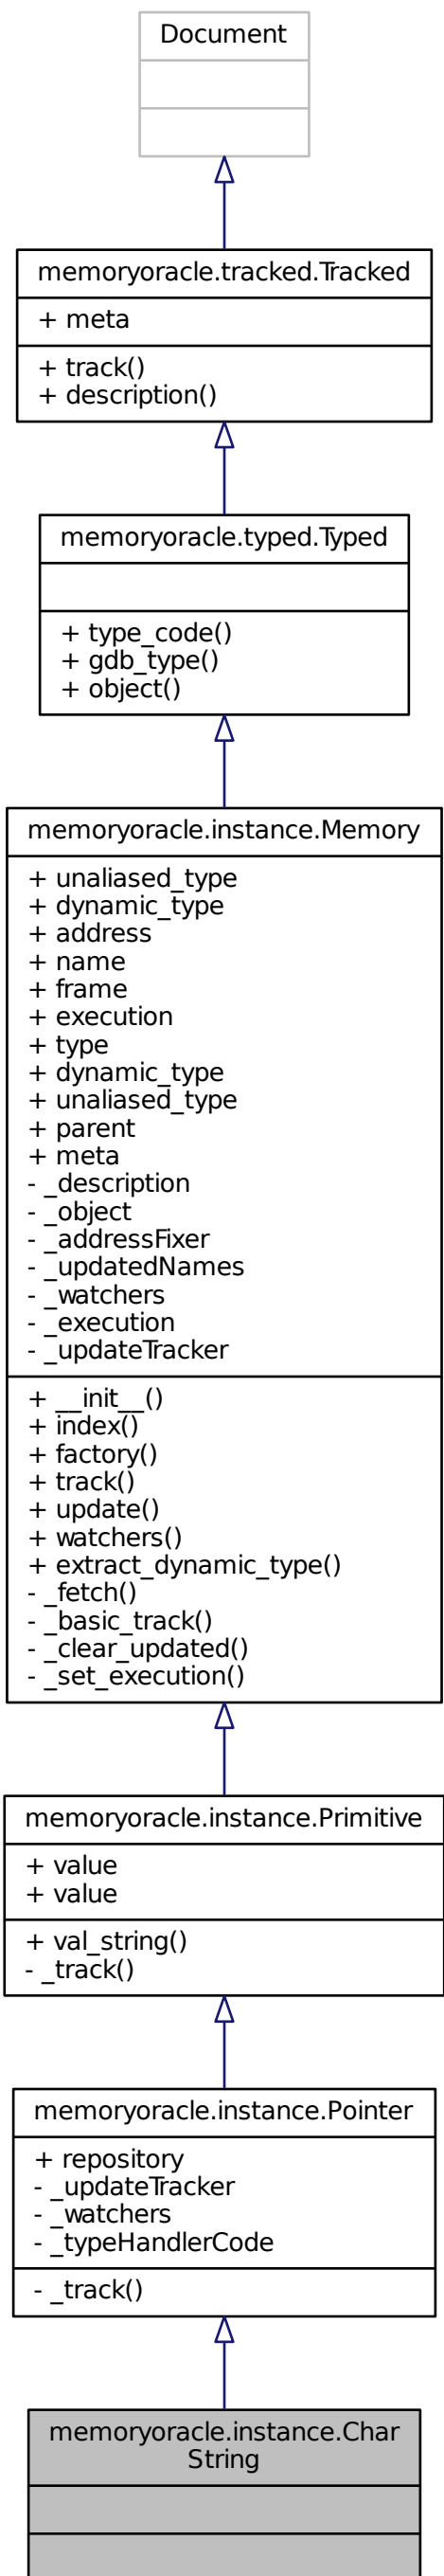 Document
memoryoracle.tracked.Tracked
+ meta
+ track()
+ description()
memoryoracle.typed.Typed
+ type_code()
+ gdb_type()
+ object()
memoryoracle.instance.Memory
+ unaliased_type
+ dynamic_type
+ address
+ name
+ frame
+ execution
+ type
+ dynamic_type
+ unaliased_type
+ parent
+ meta
- _description
- _object
- _addressFixer
- _updatedNames
- _watchers
- _execution
- _updateTracker
+ __init__()
+ index()
+ factory()
+ track()
+ update()
+ watchers()
+ extract_dynamic_type()
- _fetch()
- _basic_track()
- _clear_updated()
- _set_execution()
memoryoracle.instance.Primitive
+ value
+ value
+ val_string()
- _track()
memoryoracle.instance.Pointer
+ repository
- _updateTracker
- _watchers
- _typeHandlerCode
- _track()
memoryoracle.instance.Char
String